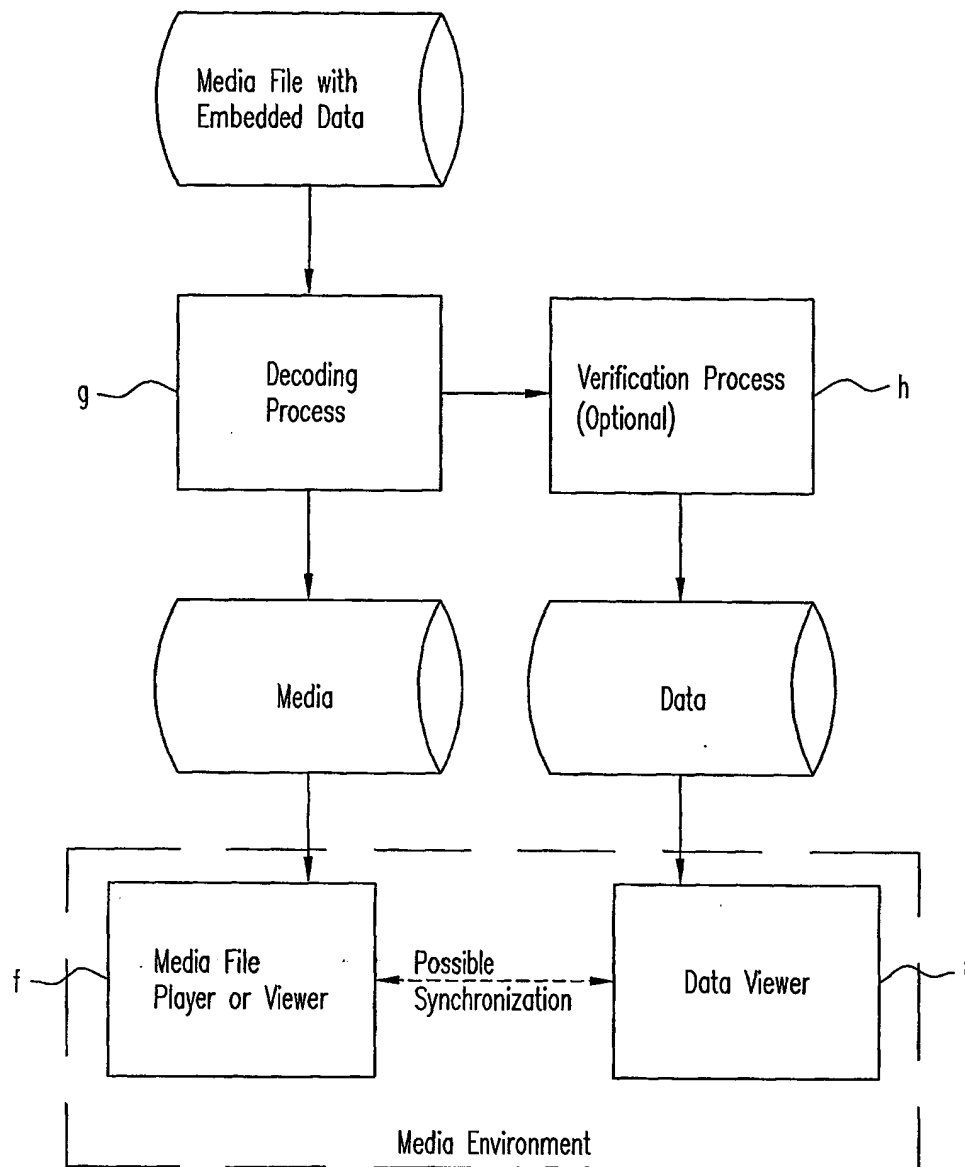 Media File with
Embedded Data
g
Decoding
Process
Verification Process
(Optional)
h
Media
Data
f
Media File
Player or Viewer
Possible
Synchronization
Data Viewer
Media Environment